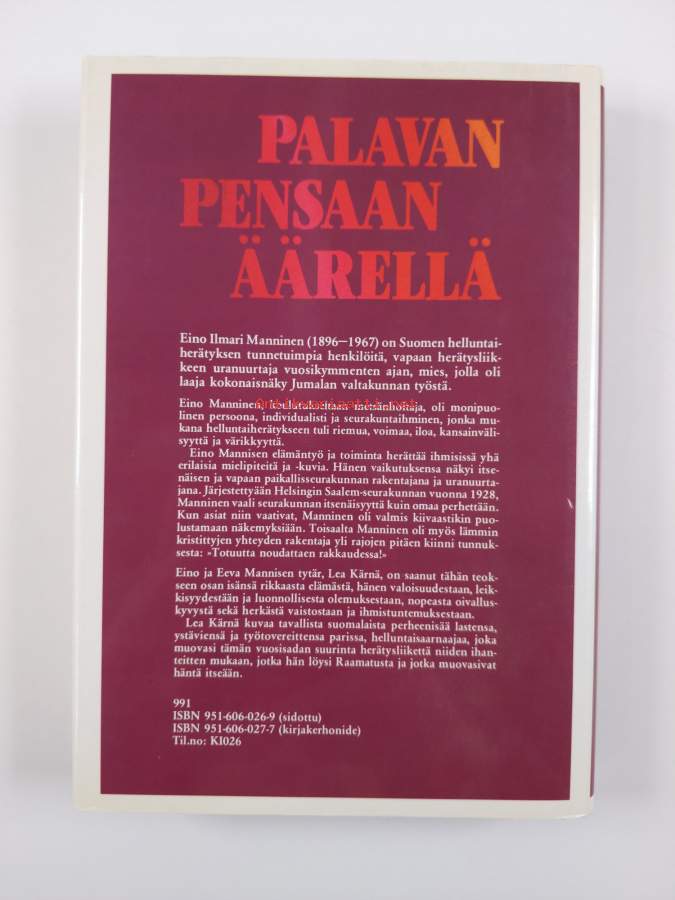 PALAVAN
PENSAAN
ÄÄRELLÄ
Eino Ilmari Manninen (1896—1967) on Suomen helluntai-
herätyksen tunnetuimpia henkilöitä, vapaan herätysliik-
keen uranuurtaja vuosikymmenten ajan, mies, jolla oli
laaja kokonaisnäky Jumalan valtakunnan työstä.
Eino Manninen, koulutukseltaan metsänhoitaja, oli monipuo-
linen persoona, individualisti ja seurakuntaihminen, jonka mu-
kana helluntaiherätykseen tuli riemua, voimaa, iloa, kansainväli-
syyttä ja värikkyyttä.
Eino Mannisen elämäntyö ja toiminta herättää ihmisissä yhä
erilaisia mielipiteitä ja -kuvia. Hänen vaikutuksensa näkyi itse-
näisen ja vapaan paikallisseurakunnan rakentajana ja uranuurta-
jana. Järjestettyään Helsingin Saalem-seurakunnan vuonna 1928,
Manninen vaali seurakunnan itsenäisyyttä kuin omaa perhettään.
Kun asiat niin vaativat, Manninen oli valmis kiivaastikin puo-
lustamaan näkemyksiään. Toisaalta Manninen oli myös lämmin
kristittyjen yhteyden rakentaja yli rajojen pitäen kiinni tunnuk-
sesta: »Totuutta noudattaen rakkaudessa!»
Eino ja Eeva Mannisen tytär, Lea Kärnä, on saanut tähän teok-
seen osan isänsä rikkaasta elämästä, hänen valoisuudestaan, leik-
kisyydestään ja luonnollisesta olemuksestaan, nopeasta oivallus-
kyvystä sekä herkästä vaistostaan ja ihmistuntemuksestaan.
Lea Kärnä kuvaa tavallista suomalaista perheenisää lastensa,
ystäviensä ja työtovereittensa parissa, helluntaisaarnaajaa, joka
muovasi tämän vuosisadan suurinta herätysliikettä niiden ihan-
teitten mukaan, jotka hän löysi Raamatusta ja jotka muovasivat
häntä itseään.
991
ISBN 951-606-026-9 (sidottu)
ISBN 951-606-027-7 (kirjakerhonide)
Til.no: KI026